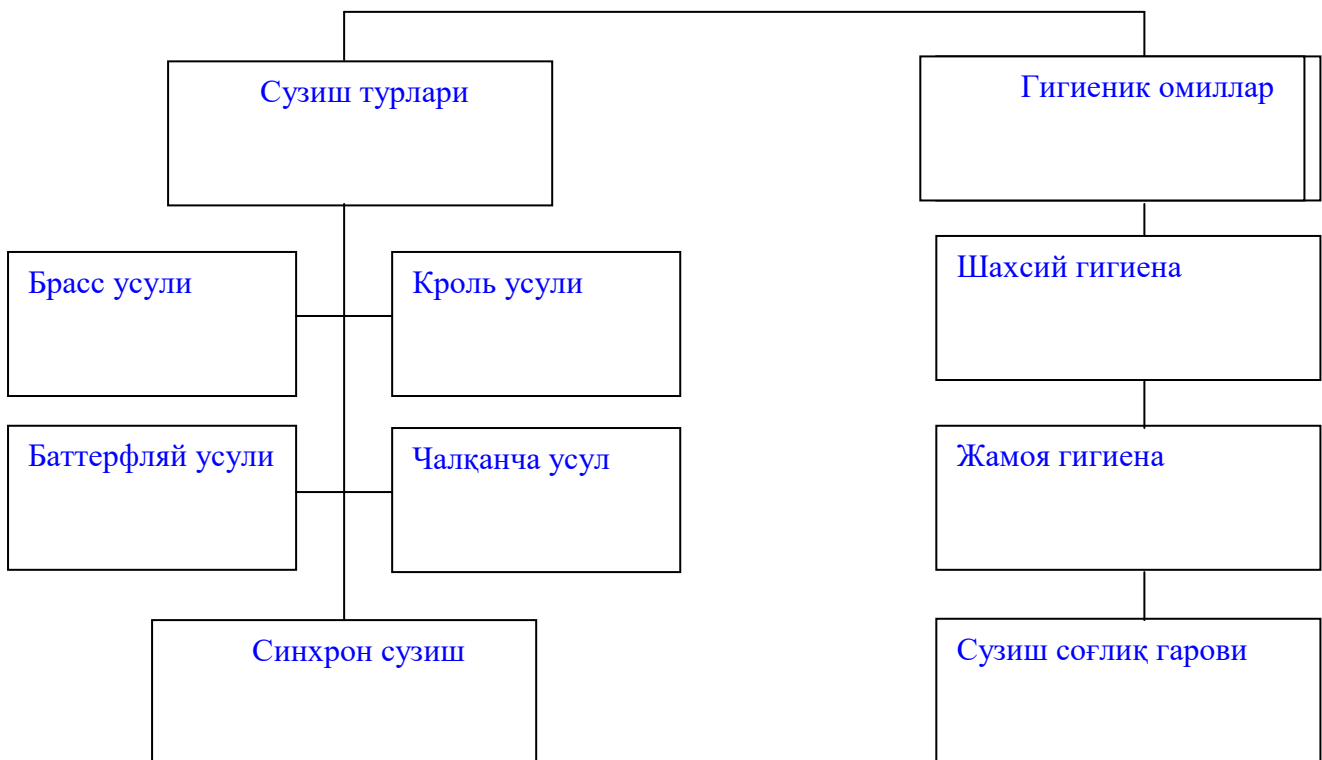 Сузиш турлари
Гигиеник омиллар
Брасс усули
Кроль усули
Шахсий гигиена
Баттерфляй усули
Чалқанча усул
Жамоя гигиена
Синхрон сузиш
Сузиш соғлиқ гарови